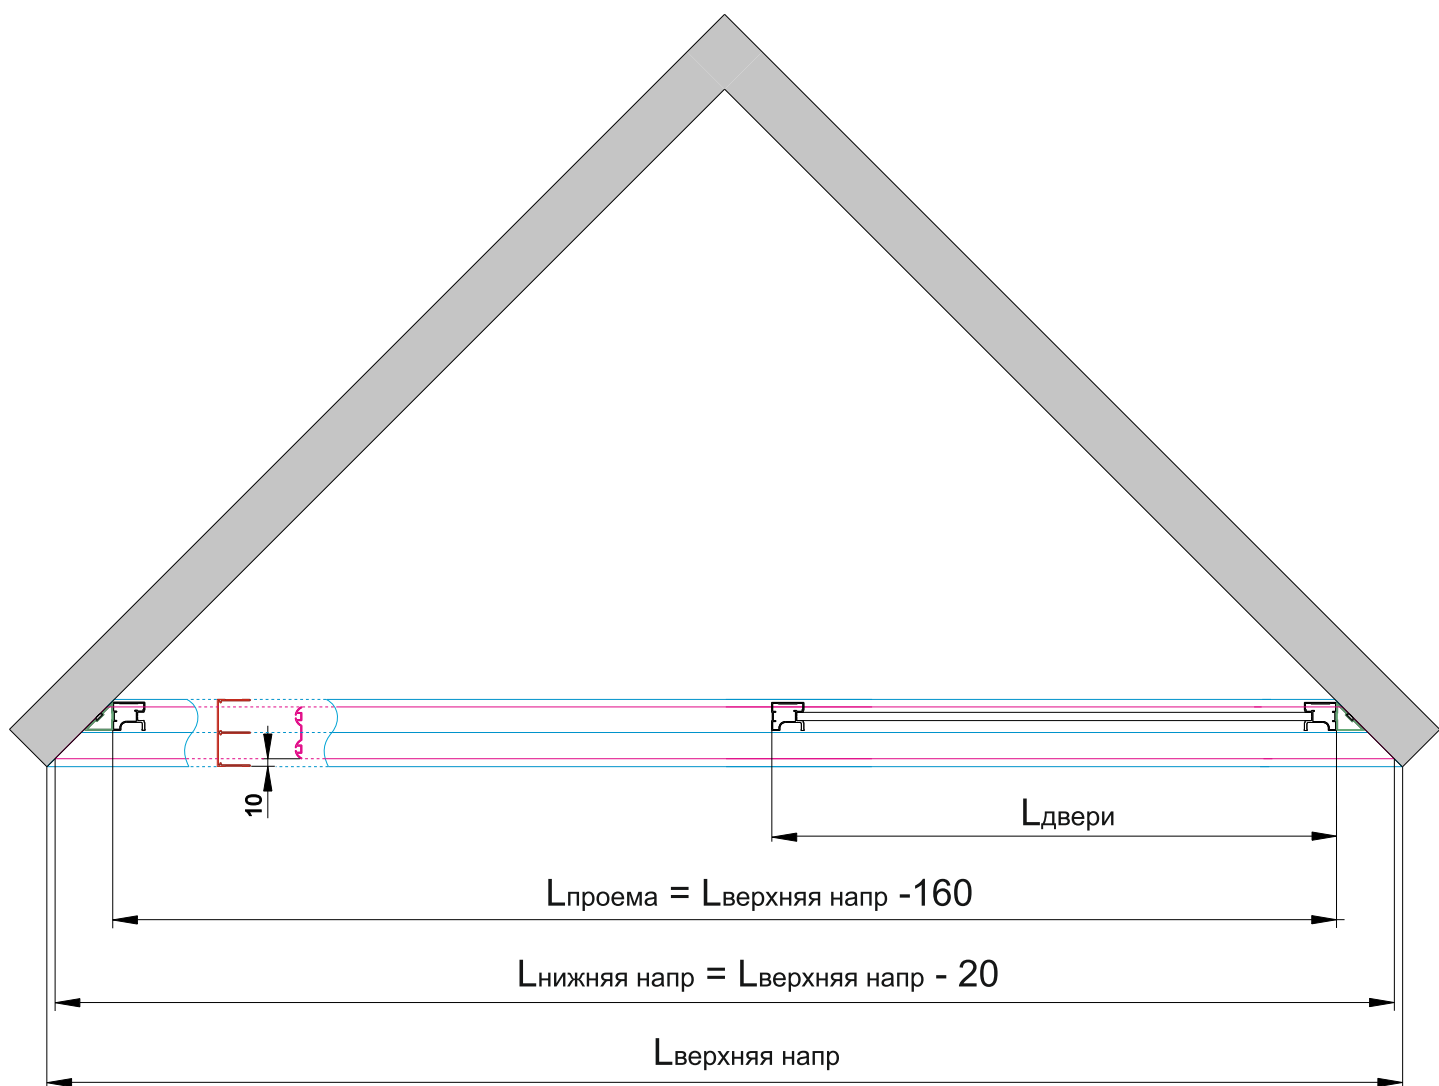 10
Lдвери
Lпроема = Lверхняя напр -160
Lнижняя напр = Lверхняя напр - 20
Lверхняя напр